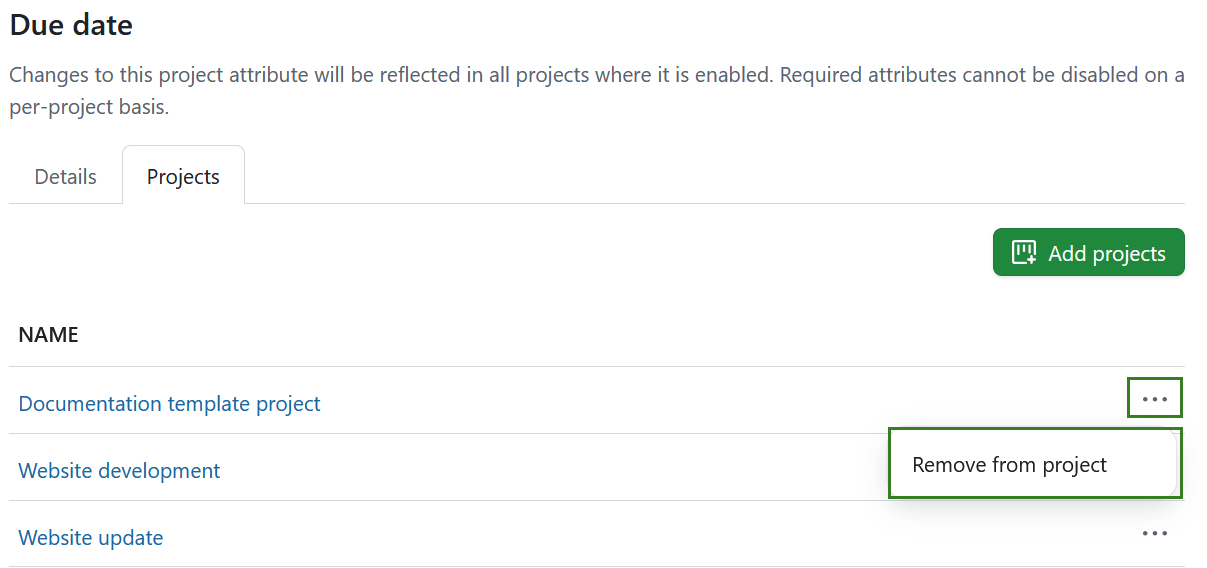 Due date
Changes to this project attribute will be reflected in all projects where it is enabled. Required attributes cannot be disabled on a
per-project basis.
Details
Projects
Add projects
NAME
Documentation template project
Website development
Remove from project
Website update